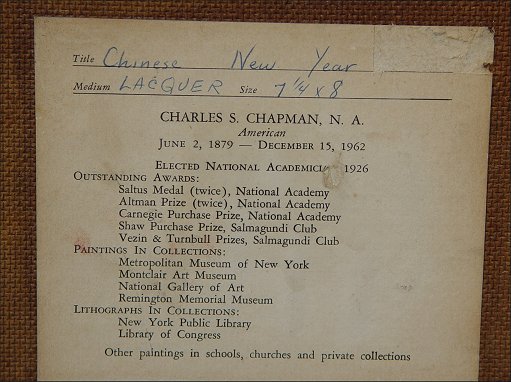 Title Chinese New Year
Medium LACQUER Size 7 1/4 x 8
CHARLES S. CHAPMAN, N. A.
American
JUNE 2, 1879 — DECEMBER 15, 1962
ELECTED NATIONAL 1926
OUTSTANDING AWARDS:
Saltus Medal (twice), National Academy
Altman Prize (twice), National Academy
Carnegie Purchase Prize, National Academy
Shaw Purchase Prize, Salmagundi Club
Vezin & Turnbull Prizes, Salmagundi Club
PAINTINGS IN COLLECTIONS:
Metropolitan Museum of New York
Montclair Art Museum
National Gallery of Art
Remington Memorial Museum
LITHOGRAPHS IN COLLECTIONS:
New York Public Library
Library of Congress
Other paintings in schools, churches and private collections